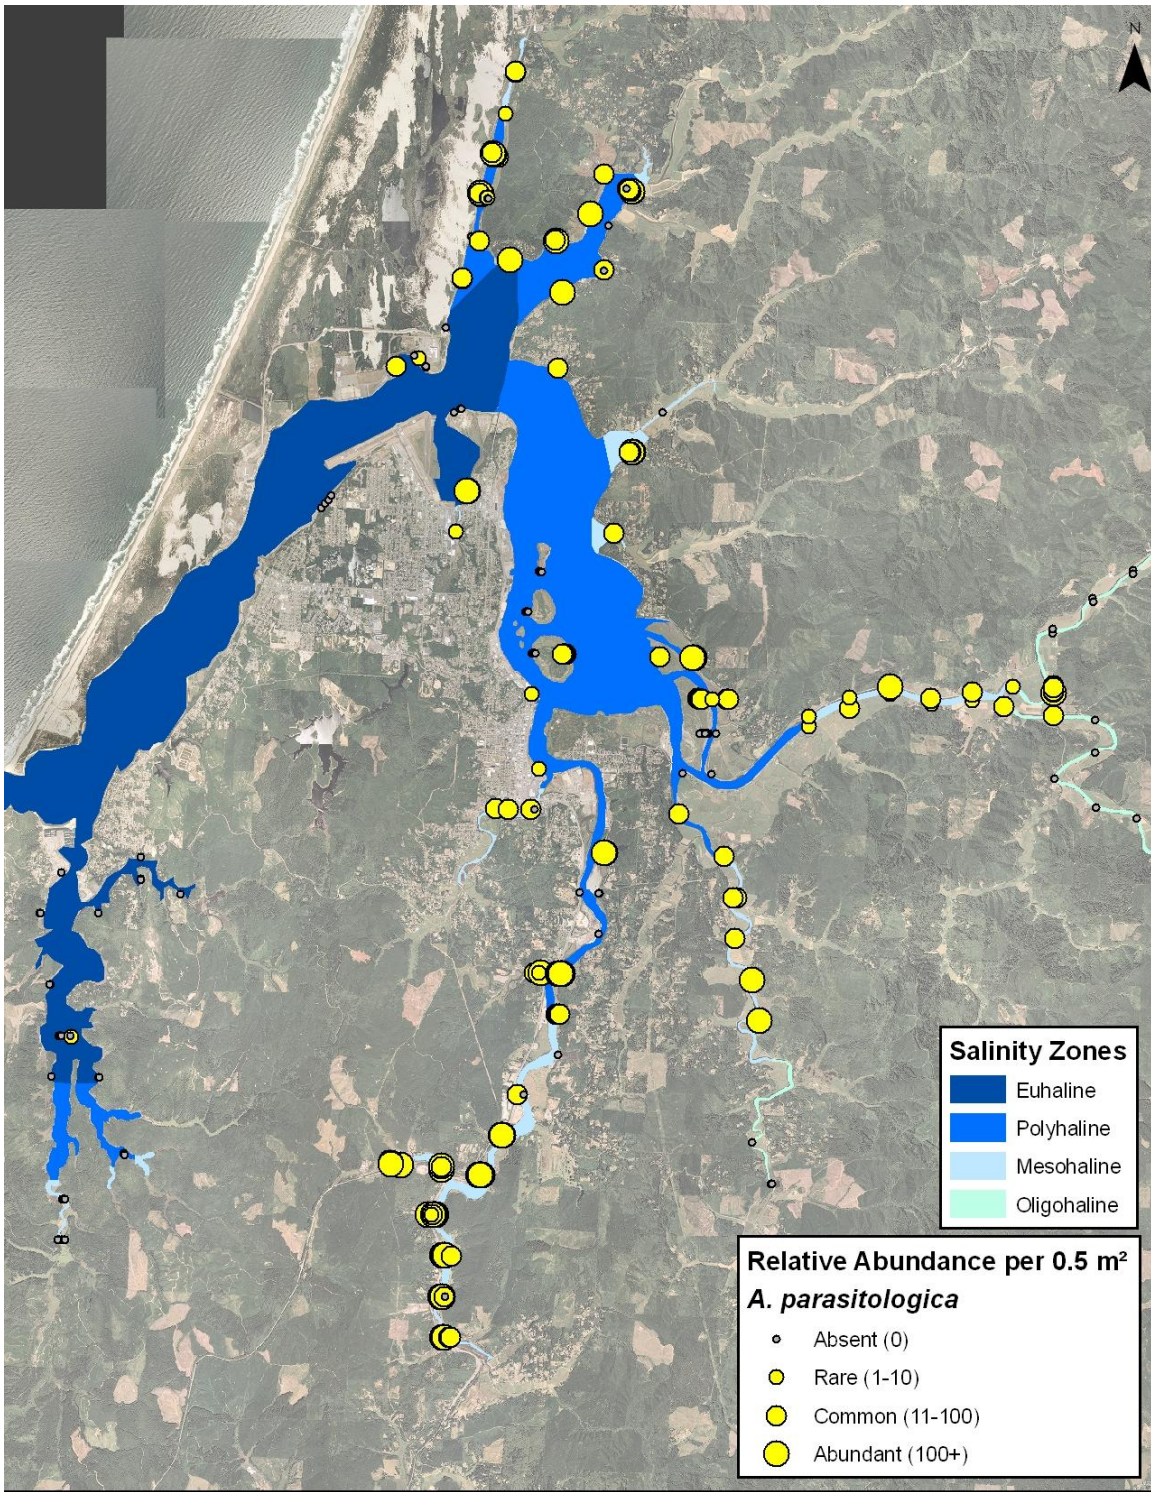 N
Salinity Zones
Euhaline
Polyhaline
Mesohaline
Oligohaline
Relative Abundance per 0.5 m²
A. parasitologica
Absent (0)
Rare (1-10)
Common (11-100)
Abundant (100+)